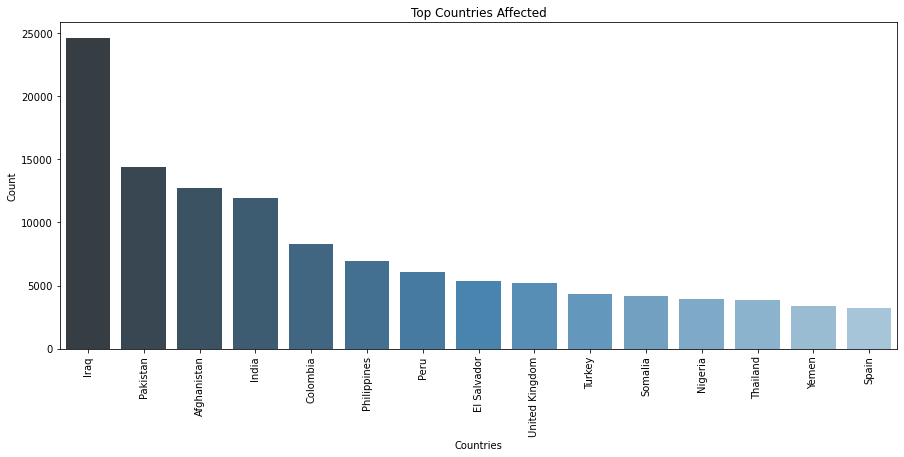 Top Countries Affected
Count
25000
20000
15000
10000
5000
0
Iraq
Pakistan
Afghanistan
India
Colombia
Philippines
Peru
El Salvador
United Kingdom
Turkey
Somalia
Nigeria
Thailand
Yemen
Spain
Countries